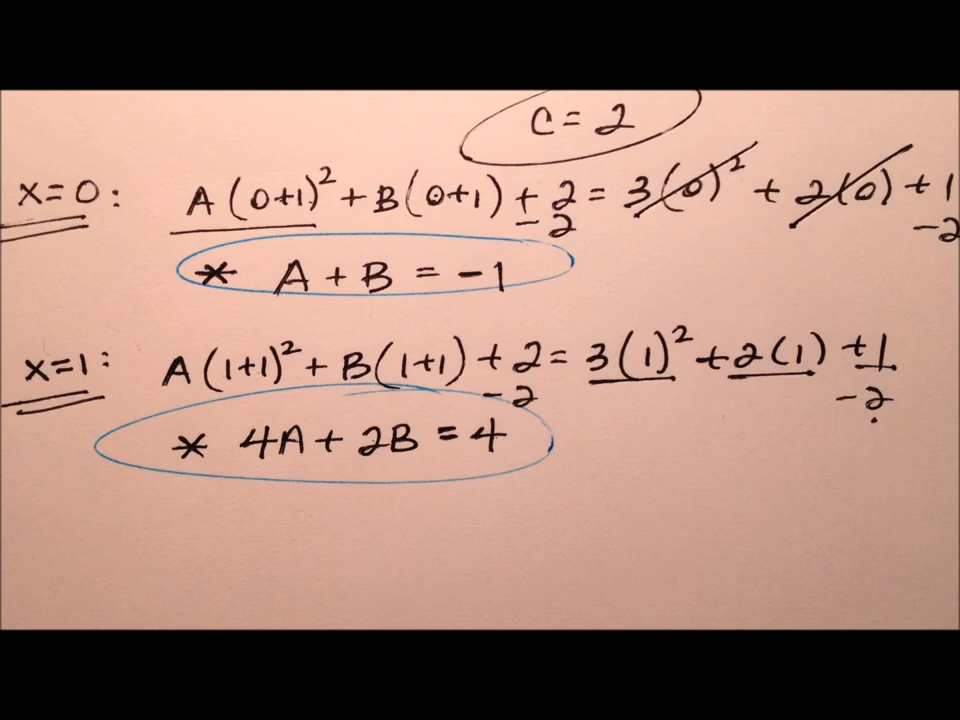 C = 2
x=0: A(0+1)² + B(0+1) + 2 = 3(0)² + 2(0) + 1
-2 -2
* A + B = -1
x=1: A(1+1)² + B(1+1) + 2 = 3(1)² + 2(1) + 1
-2 -2
* 4A + 2B = 4